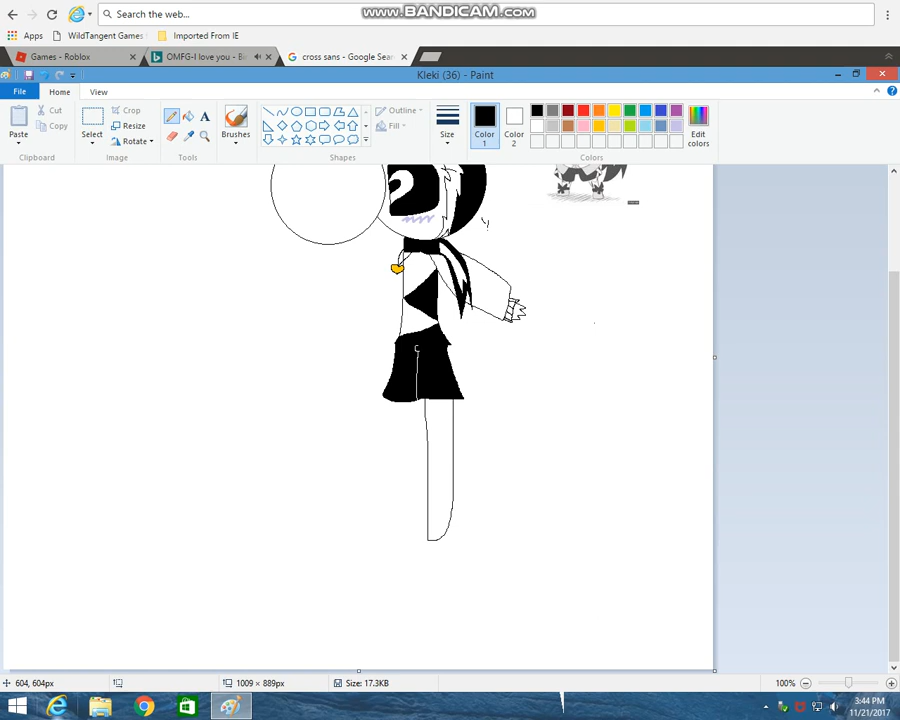 WWW.BANDICAM.COM
Search the web...
Apps
WildTangent Games
Imported From IE
Games - Roblox
OMFG-I love you - Bi
cross sans - Google Sear
Kleki (36) - Paint
File
Home
View
Paste
Cut
Copy
Select
Crop
Resize
Rotate
Brushes
Outline
Fill
Size
Color
1
Color
2
Edit
colors
Clipboard
Image
Tools
Shapes
Colors
604, 604px
1009 × 889px
Size: 17.3KB
100%
3:44 PM
11/21/2017